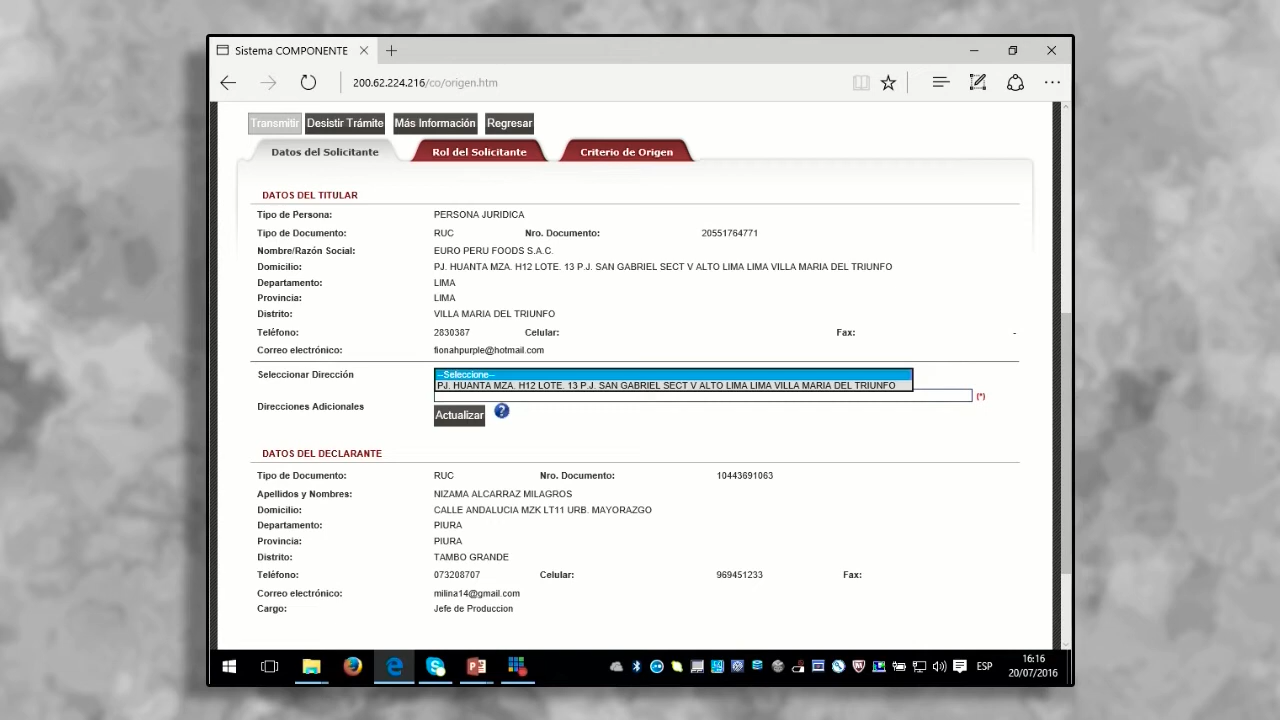 Sistema COMPONENTE
200.62.224.216/co/origen.htm
Transmitir Desistir Trámite Más Información Regresar
Datos del Solicitante Rol del Solicitante Criterio de Origen
DATOS DEL TITULAR
Tipo de Persona: PERSONA JURIDICA
Tipo de Documento: RUC Nro. Documento: 20551764771
Nombre/Razón Social: EURO PERU FOODS S.A.C.
Domicilio: PJ. HUANTA MZA. H12 LOTE. 13 P.J. SAN GABRIEL SECT V ALTO LIMA LIMA VILLA MARIA DEL TRIUNFO
Departamento: LIMA
Provincia: LIMA
Distrito: VILLA MARIA DEL TRIUNFO
Teléfono: 2830387 Celular: Fax: -
Correo electrónico: fionahpurple@hotmail.com
Seleccionar Dirección --Seleccione--
PJ. HUANTA MZA. H12 LOTE. 13 P.J. SAN GABRIEL SECT V ALTO LIMA LIMA VILLA MARIA DEL TRIUNFO
(*)
Direcciones Adicionales
Actualizar ?
DATOS DEL DECLARANTE
Tipo de Documento: RUC Nro. Documento: 10443691063
Apellidos y Nombres: NIZAMA ALCARRAZ MILAGROS
Domicilio: CALLE ANDALUCIA MZK LT11 URB. MAYORAZGO
Departamento: PIURA
Provincia: PIURA
Distrito: TAMBO GRANDE
Teléfono: 073208707 Celular: 969451233 Fax:
Correo electrónico: milina14@gmail.com
Cargo: Jefe de Produccion
ESP 16:16
20/07/2016